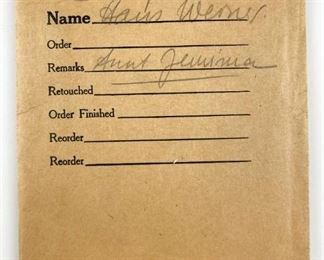 Name Hans Werner.
Order
Remarks Aunt Jemima
Retouched
Order Finished
Reorder
Reorder